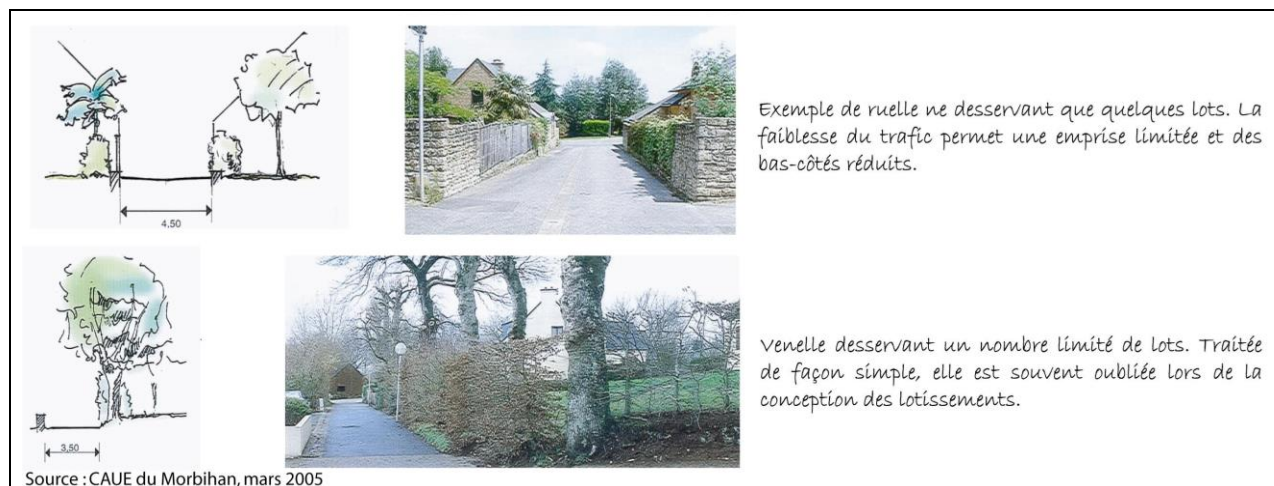 4,50
Exemple de ruelle ne desservant que quelques lots. La
faiblesse du trafic permet une emprise limitée et des
bas-côtés réduits.
3,50
Venelle desservant un nombre limité de lots. Traitée
de façon simple, elle est souvent oubliée lors de la
conception des lotissements.
Source : CAUE du Morbihan, mars 2005